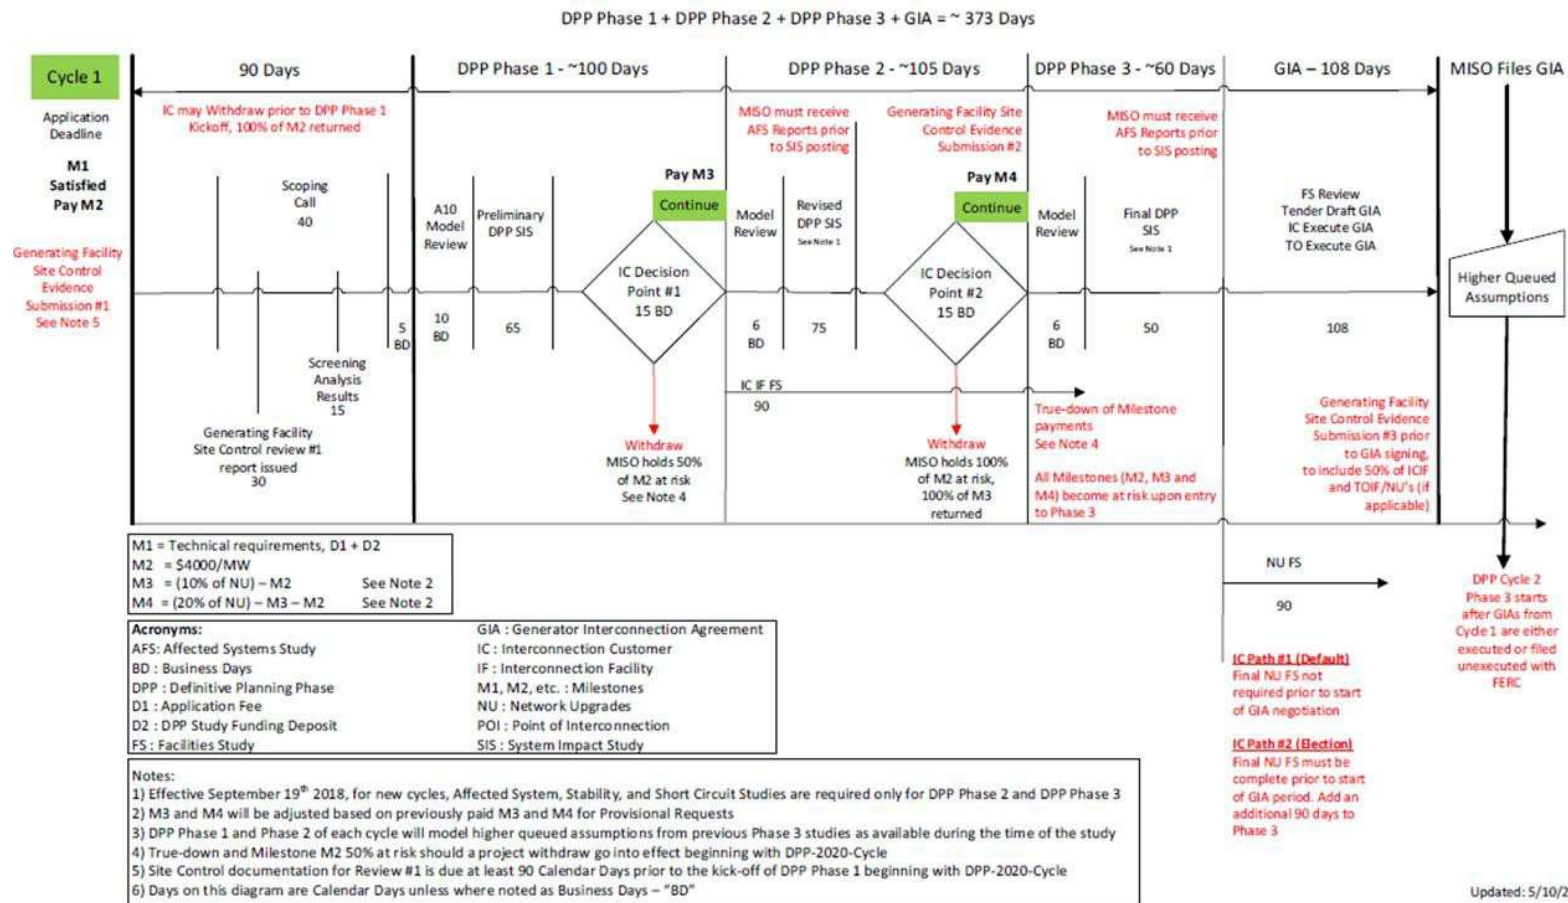 DPP Phase 1 + DPP Phase 2 + DPP Phase 3 + GIA = ~ 373 Days
Cycle 1
90 Days
DPP Phase 1 - ~100 Days
DPP Phase 2 - ~105 Days
DPP Phase 3 - ~60 Days
GIA – 108 Days
MISO Files GIA
Application
Deadline
M1
Satisfied
Pay M2
Generating Facility
Site Control
Evidence
Submission #1
See Note 5
IC may Withdraw prior to DPP Phase 1
Kickoff, 100% of M2 returned
Scoping
Call
40
5
BD
Screening
Analysis
Results
15
Generating Facility
Site Control review #1
report issued
30
A10
Model
Review
10
BD
Preliminary
DPP SIS
65
Pay M3
Continue
IC Decision
Point #1
15 BD
Withdraw
MISO holds 50%
of M2 at risk
See Note 4
MISO must receive
AFS Reports prior
to SIS posting
Model
Review
6
BD
Revised
DPP SIS
See Note 1
75
IC IF FS
90
Generating Facility Site
Control Evidence
Submission #2
Pay M4
Continue
IC Decision
Point #2
15 BD
Withdraw
MISO holds 100%
of M2 at risk,
100% of M3
returned
MISO must receive
AFS Reports prior
to SIS posting
Model
Review
6
BD
Final DPP
SIS
See Note 1
50
True-down of Milestone
payments
See Note 4
All Milestones (M2, M3 and
M4) become at risk upon entry
to Phase 3
FS Review
Tender Draft GIA
IC Execute GIA
TO Execute GIA
108
Generating Facility
Site Control Evidence
Submission #3 prior
to GIA signing,
to include 50% of ICIF
and TOIF/NU's (if
applicable)
Higher Queued
Assumptions
NU FS
90
IC Path #1 (Default)
Final NU FS not
required prior to start
of GIA negotiation
IC Path #2 (Election)
Final NU FS must be
complete prior to start
of GIA period. Add an
additional 90 days to
Phase 3
DPP Cycle 2
Phase 3 starts
after GIAs from
Cycle 1 are either
executed or filed
unexecuted with
FERC
M1 = Technical requirements, D1 + D2
M2 = $4000/MW
M3 = (10% of NU) – M2 See Note 2
M4 = (20% of NU) – M3 – M2 See Note 2
Acronyms:
AFS: Affected Systems Study
BD : Business Days
DPP : Definitive Planning Phase
D1 : Application Fee
D2 : DPP Study Funding Deposit
FS : Facilities Study
GIA : Generator Interconnection Agreement
IC : Interconnection Customer
IF : Interconnection Facility
M1, M2, etc. : Milestones
NU : Network Upgrades
POI : Point of Interconnection
SIS : System Impact Study
Notes:
1) Effective September 19th 2018, for new cycles, Affected System, Stability, and Short Circuit Studies are required only for DPP Phase 2 and DPP Phase 3
2) M3 and M4 will be adjusted based on previously paid M3 and M4 for Provisional Requests
3) DPP Phase 1 and Phase 2 of each cycle will model higher queued assumptions from previous Phase 3 studies as available during the time of the study
4) True-down and Milestone M2 50% at risk should a project withdraw go into effect beginning with DPP-2020-Cycle
5) Site Control documentation for Review #1 is due at least 90 Calendar Days prior to the kick-off of DPP Phase 1 beginning with DPP-2020-Cycle
6) Days on this diagram are Calendar Days unless where noted as Business Days – "BD"
Updated: 5/10/2